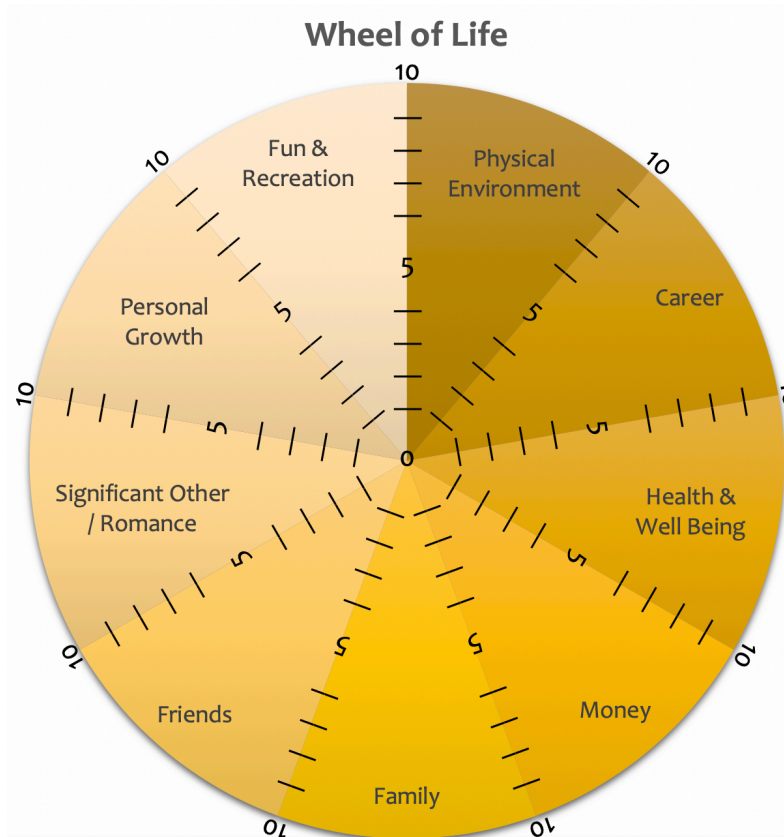 Wheel of Life
10
Fun &
Recreation
Physical
Environment
10
10
5
Personal
Growth
Career
5
5
10
5
5
0
Significant Other
/ Romance
Health &
Well Being
5
5
10
10
5
5
Friends
Money
Family
10
10